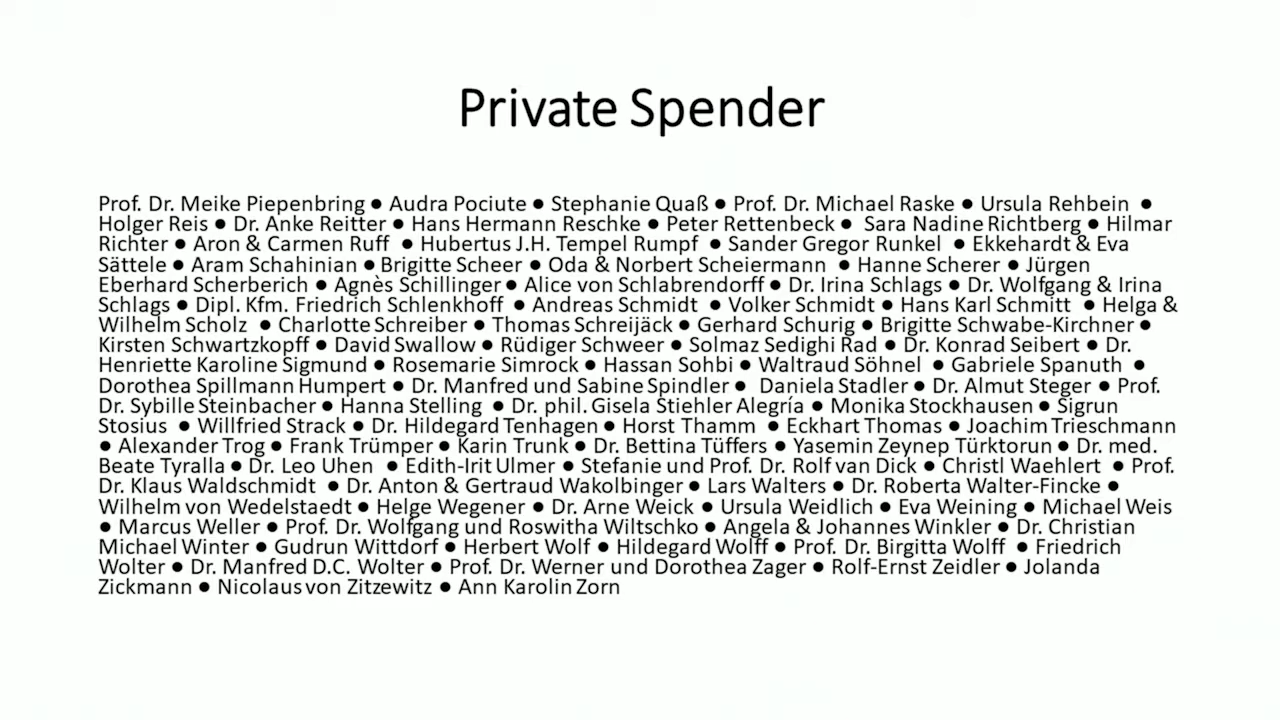 Private Spender
Prof. Dr. Meike Piepenbring ● Audra Pociute ● Stephanie Quaß ● Prof. Dr. Michael Raske ● Ursula Rehbein ●
Holger Reis ● Dr. Anke Reitter ● Hans Hermann Reschke ● Peter Rettenbeck ● Sara Nadine Richtberg ● Hilmar
Richter ● Aron & Carmen Ruff ● Hubertus J.H. Tempel Rumpf ● Sander Gregor Runkel ● Ekkehardt & Eva
Sättele ● Aram Schahinian ● Brigitte Scheer ● Oda & Norbert Scheiermann ● Hanne Scherer ● Jürgen
Eberhard Scherberich ● Agnès Schillinger ● Alice von Schlabrendorff ● Dr. Irina Schlags ● Dr. Wolfgang & Irina
Schlags ● Dipl. Kfm. Friedrich Schlenkhoff ● Andreas Schmidt ● Volker Schmidt ● Hans Karl Schmitt ● Helga &
Wilhelm Scholz ● Charlotte Schreiber ● Thomas Schreijäck ● Gerhard Schurig ● Brigitte Schwabe-Kirchner ●
Kirsten Schwartzkopff ● David Swallow ● Rüdiger Schweer ● Solmaz Sedighi Rad ● Dr. Konrad Seibert ● Dr.
Henriette Karoline Sigmund ● Rosemarie Simrock ● Hassan Sohbi ● Waltraud Söhnel ● Gabriele Spanuth ●
Dorothea Spillmann Humpert ● Dr. Manfred und Sabine Spindler ● Daniela Stadler ● Dr. Almut Steger ● Prof.
Dr. Sybille Steinbacher ● Hanna Stelling ● Dr. phil. Gisela Stiehler Alegría ● Monika Stockhausen ● Sigrun
Stosius ● Willfried Strack ● Dr. Hildegard Tenhagen ● Horst Thamm ● Eckhart Thomas ● Joachim Trieschmann
● Alexander Trog ● Frank Trümper ● Karin Trunk ● Dr. Bettina Tüffers ● Yasemin Zeynep Türktorun ● Dr. med.
Beate Tyralla ● Dr. Leo Uhen ● Edith-Irit Ulmer ● Stefanie und Prof. Dr. Rolf van Dick ● Christl Waehlert ● Prof.
Dr. Klaus Waldschmidt ● Dr. Anton & Gertraud Wakolbinger ● Lars Walters ● Dr. Roberta Walter-Fincke ●
Wilhelm von Wedelstaedt ● Helge Wegener ● Dr. Arne Weick ● Ursula Weidlich ● Eva Weining ● Michael Weis
● Marcus Weller ● Prof. Dr. Wolfgang und Roswitha Wiltschko ● Angela & Johannes Winkler ● Dr. Christian
Michael Winter ● Gudrun Wittdorf ● Herbert Wolf ● Hildegard Wolff ● Prof. Dr. Birgitta Wolff ● Friedrich
Wolter ● Dr. Manfred D.C. Wolter ● Prof. Dr. Werner und Dorothea Zager ● Rolf-Ernst Zeidler ● Jolanda
Zickmann ● Nicolaus von Zitzewitz ● Ann Karolin Zorn